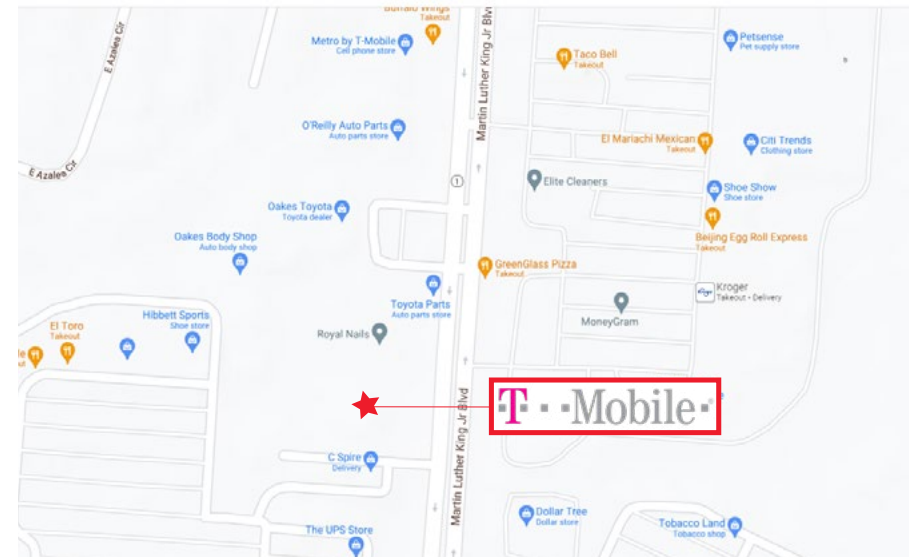 Buffalo Wings
Takeout
Metro by T-Mobile
Cell phone store
Martin Luther King Jr Blvd
Taco Bell
Takeout
Petsense
Pet supply store
E Azalea Cir
O'Reilly Auto Parts
Auto parts store
El Mariachi Mexican
Takeout
Citi Trends
Clothing store
E Azalea Cir
1
Elite Cleaners
Shoe Show
Shoe store
Oakes Toyota
Toyota dealer
Oakes Body Shop
Auto body shop
Beijing Egg Roll Express
Takeout
GreenGlass Pizza
Takeout
Kroger
Takeout • Delivery
Toyota Parts
Auto parts store
MoneyGram
Hibbett Sports
Shoe store
El Toro
Takeout
Royal Nails
T · · · Mobile ·
Martin Luther King Jr Blvd
C Spire
Delivery
Dollar Tree
Dollar store
The UPS Store
Tobacco Land
Tobacco shop